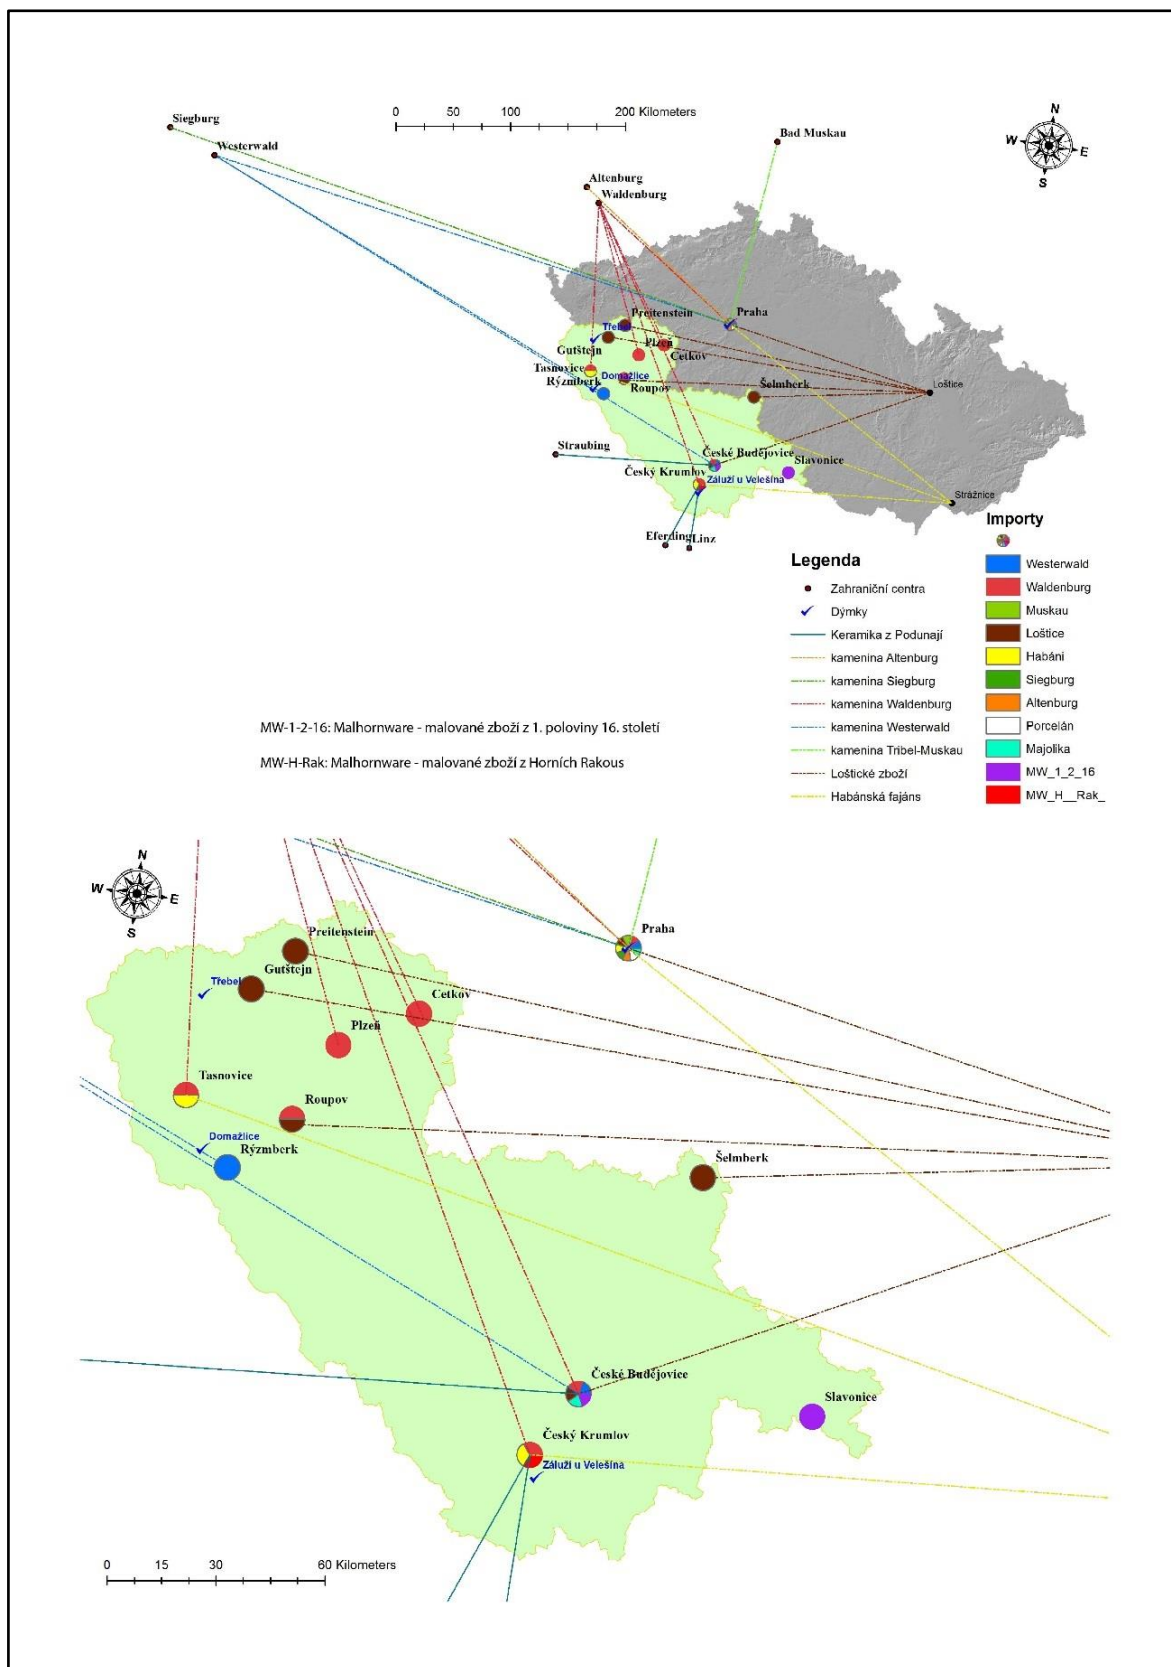 Siegburg
Westerwald
0 50 100 200 Kilometers
Bad Muskau
N
W E
S
Altenburg
Waldenburg
Preitenstein
Praha
Třebel
Gutštejn
Plzeň
Cetkov
Tasnovice
Domažlice
Rýzmberk
Roupov
Šelmberk
Loštice
Straubing
České Budějovice
Slavonice
Český Krumlov
Záluží u Velešína
Strážnice
Eferding
Linz
Importy
Westerwald
Waldenburg
Muskau
Loštice
Habáni
Siegburg
Altenburg
Porcelán
Majolika
MW_1_2_16
MW_H__Rak_
Legenda
Zahraniční centra
Dýmky
Keramika z Podunají
kamenina Altenburg
kamenina Siegburg
kamenina Waldenburg
kamenina Westerwald
kamenina Tribel-Muskau
Loštické zboží
Habánská fajáns
MW-1-2-16: Malhornware - malované zboží z 1. poloviny 16. století
MW-H-Rak: Malhornware - malované zboží z Horních Rakous
N
W E
S
Preitenstein
Praha
Gutštejn
Třebel
Cetkov
Plzeň
Tasnovice
Roupov
Domažlice
Rýzmberk
Šelmberk
České Budějovice
Slavonice
Český Krumlov
Záluží u Velešína
0 15 30 60 Kilometers